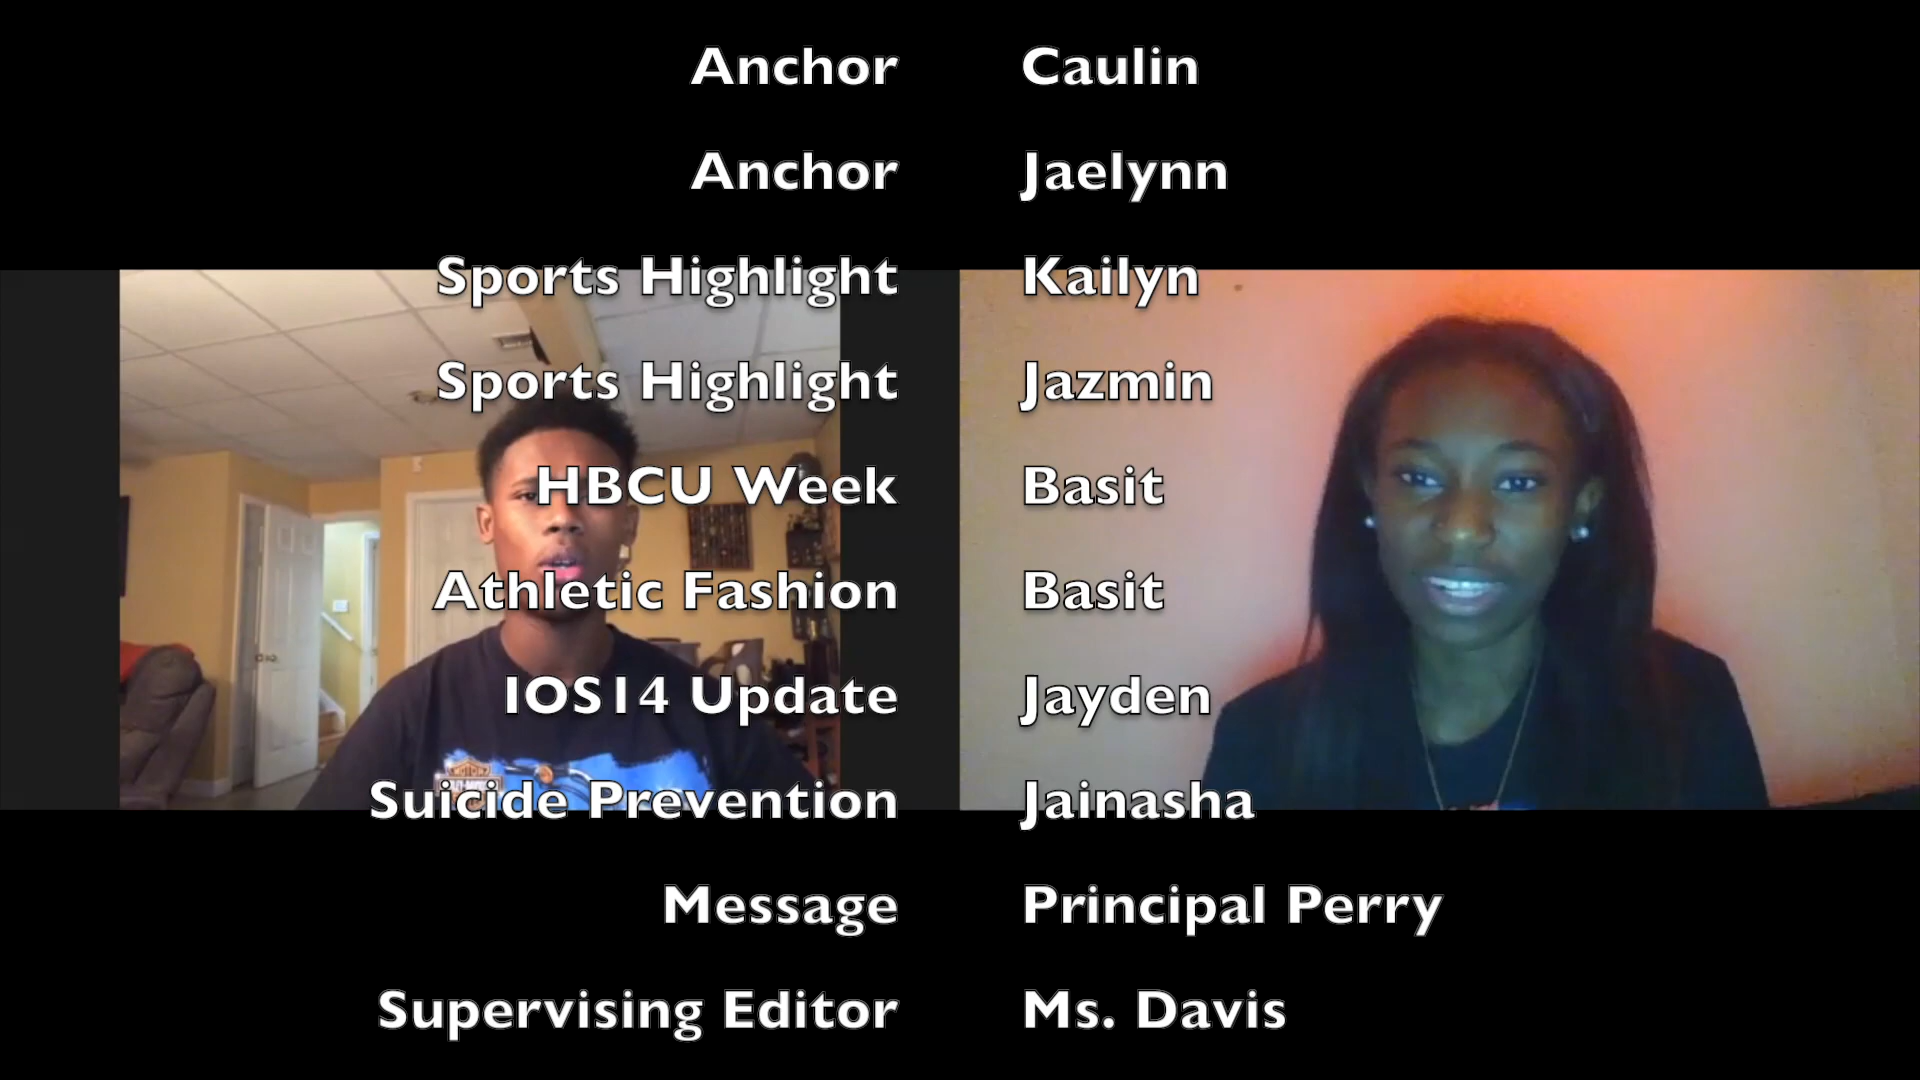 Anchor Caulin
Anchor Jaelynn
Sports Highlight Kailyn
Sports Highlight Jazmin
HBCU Week Basit
Athletic Fashion Basit
IOS14 Update Jayden
Suicide Prevention Jainasha
Message Principal Perry
Supervising Editor Ms. Davis